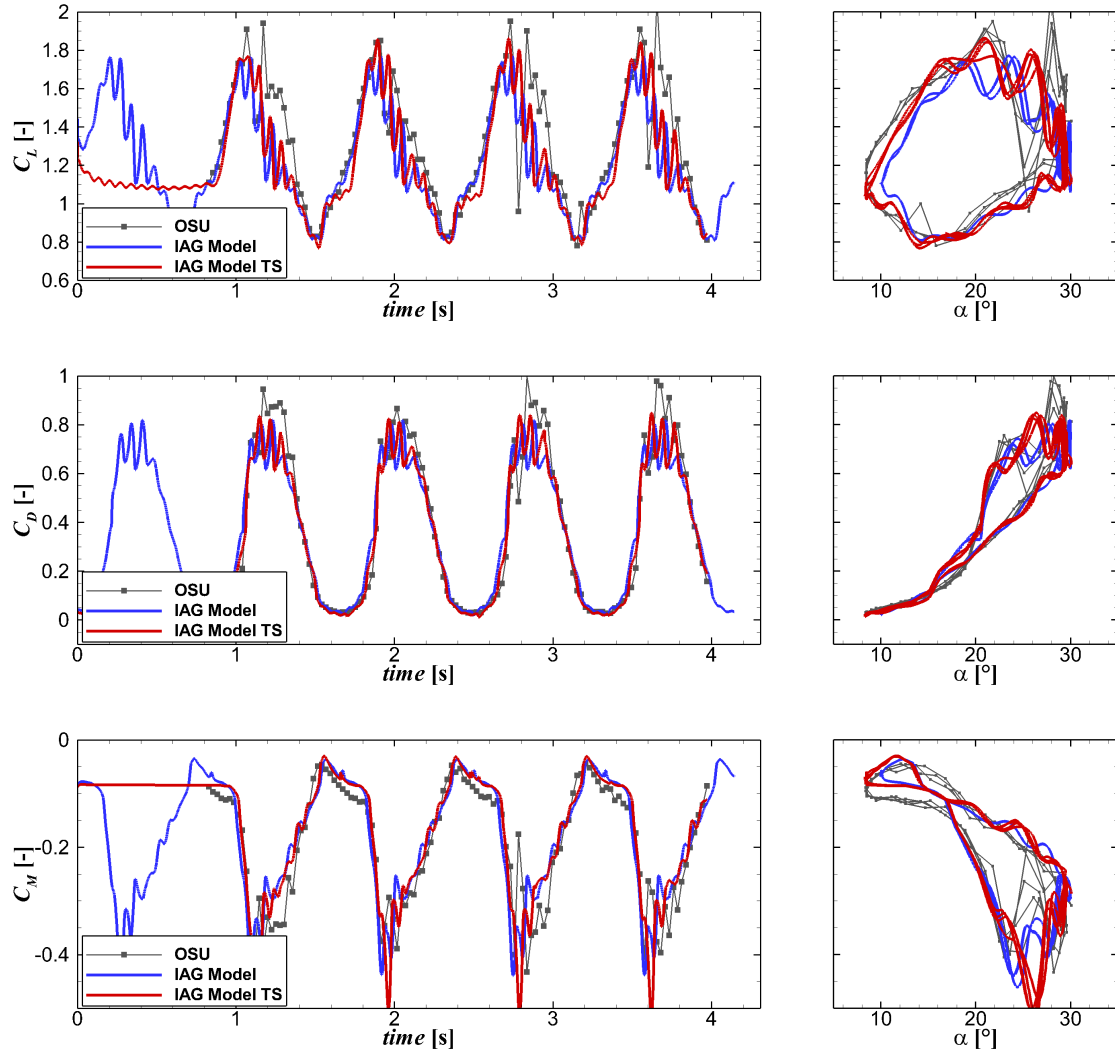 2
1.8
1.6
1.4
1.2
1
0.8
0.6
C_L [-]
OSU
IAG Model
IAG Model TS
0 1 2 3 4
time [s]
10 20 30
α [°]
1
0.8
0.6
0.4
0.2
0
C_D [-]
OSU
IAG Model
IAG Model TS
0 1 2 3 4
time [s]
10 20 30
α [°]
0
-0.2
-0.4
C_M [-]
OSU
IAG Model
IAG Model TS
0 1 2 3 4
time [s]
10 20 30
α [°]